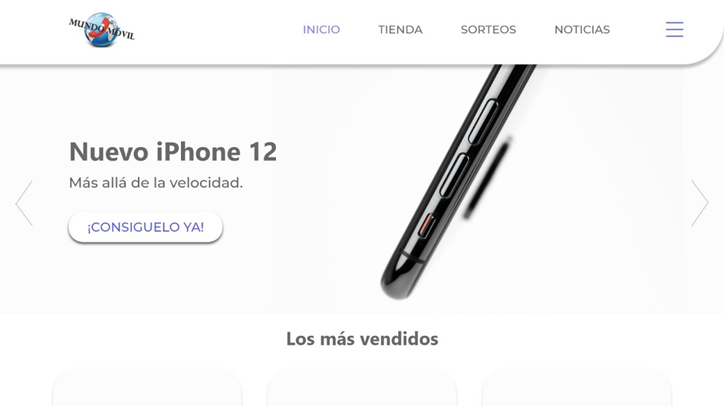 MUNDO MÓVIL
INICIO
TIENDA
SORTEOS
NOTICIAS
Nuevo iPhone 12
Más allá de la velocidad.
¡CONSIGUELO YA!
Los más vendidos